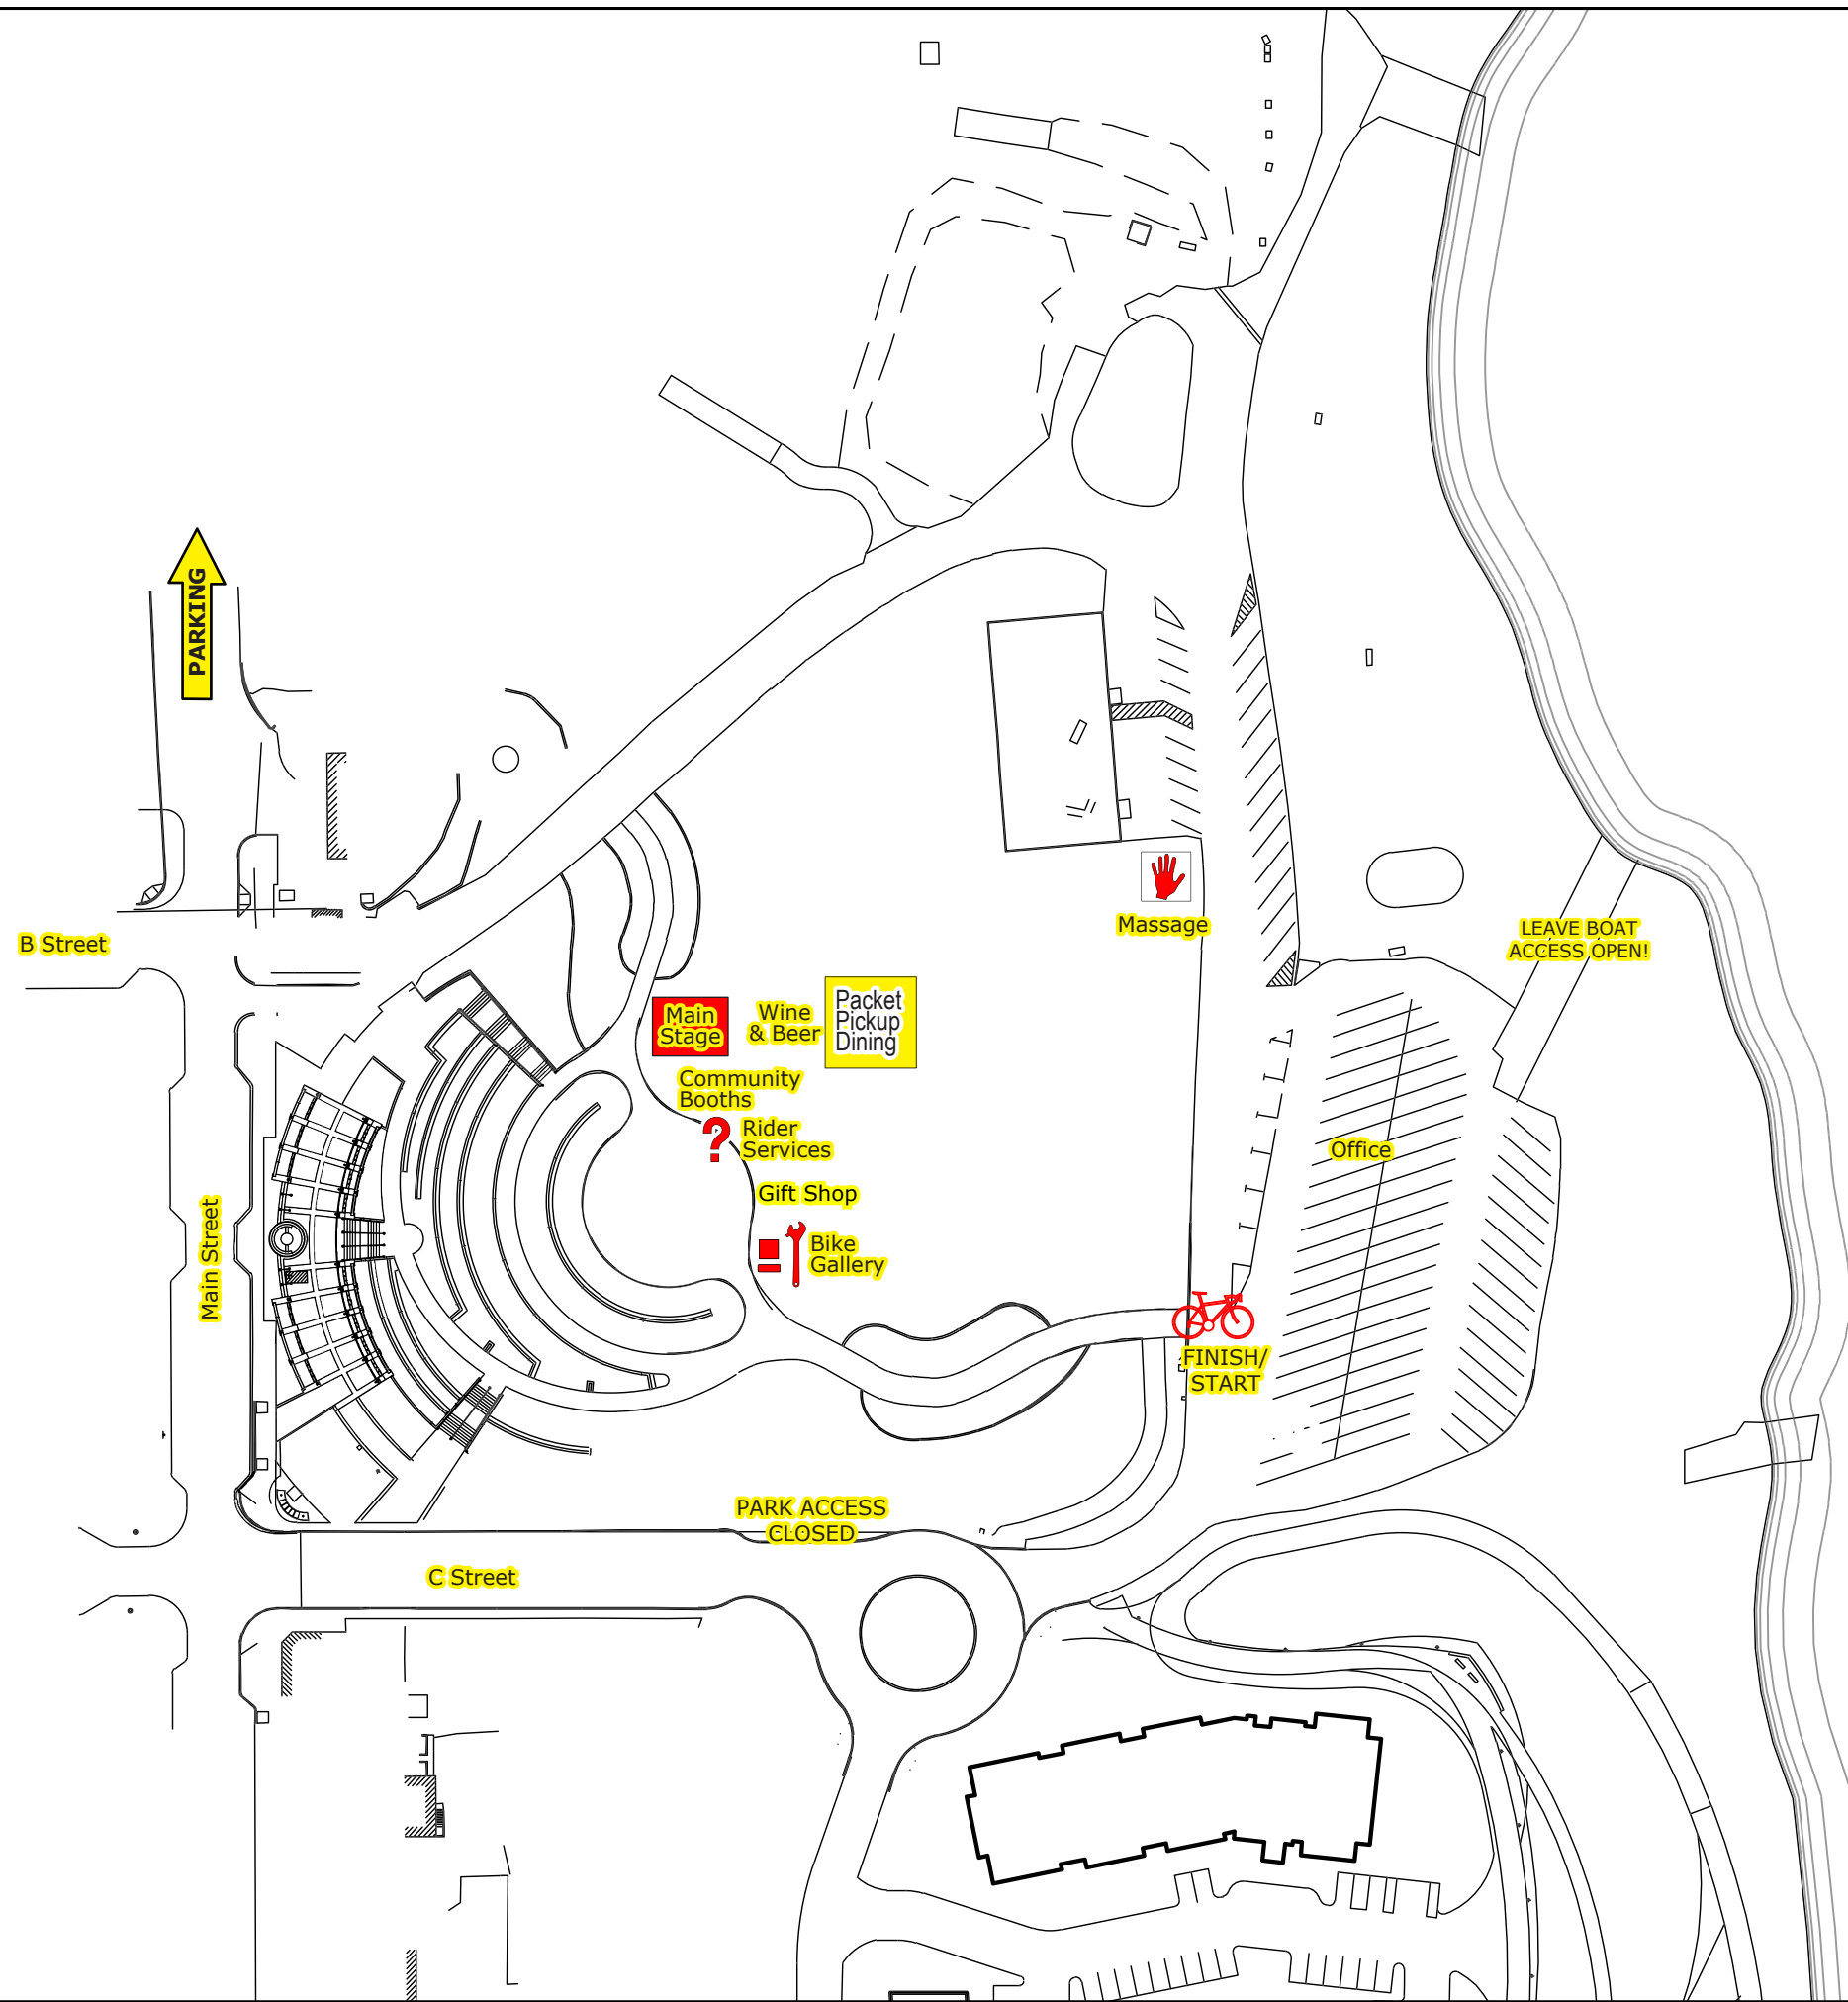 PARKING
B Street
Massage
LEAVE BOAT
ACCESS OPEN!
Main
Stage
Wine
& Beer
Packet
Pickup
Dining
Community
Booths
?
Rider
Services
Office
Gift Shop
Main Street
Bike
Gallery
FINISH/
START
PARK ACCESS
CLOSED
C Street